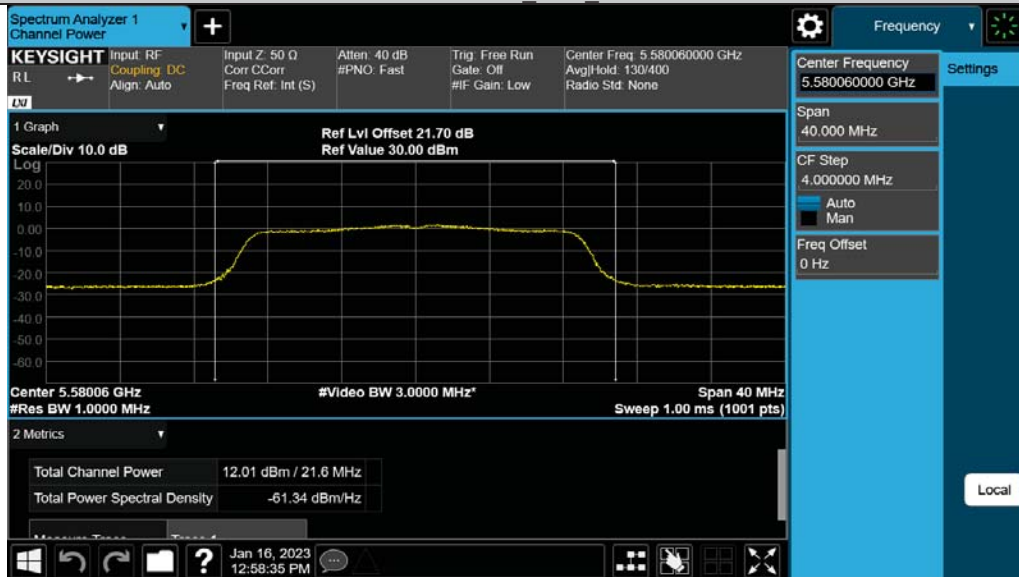 Spectrum Analyzer 1
Channel Power
+
Frequency
KEYSIGHT
RL
LXI
Input: RF
Coupling: DC
Align: Auto
Input Z: 50 Ω
Corr CCorr
Freq Ref: Int (S)
Atten: 40 dB
#PNO: Fast
Trig: Free Run
Gate: Off
#IF Gain: Low
Center Freq: 5.580060000 GHz
Avg|Hold: 130/400
Radio Std: None
Center Frequency
5.580060000 GHz
Settings
Span
40.000 MHz
CF Step
4.000000 MHz
Auto
Man
Freq Offset
0 Hz
Local
1 Graph
Scale/Div 10.0 dB
Ref Lvl Offset 21.70 dB
Ref Value 30.00 dBm
Log
20.0
10.0
0.00
-10.0
-20.0
-30.0
-40.0
-50.0
-60.0
Center 5.58006 GHz
#Video BW 3.0000 MHz*
Span 40 MHz
#Res BW 1.0000 MHz
Sweep 1.00 ms (1001 pts)
2 Metrics
Total Channel Power 12.01 dBm / 21.6 MHz
Total Power Spectral Density -61.34 dBm/Hz
?
Jan 16, 2023
12:58:35 PM